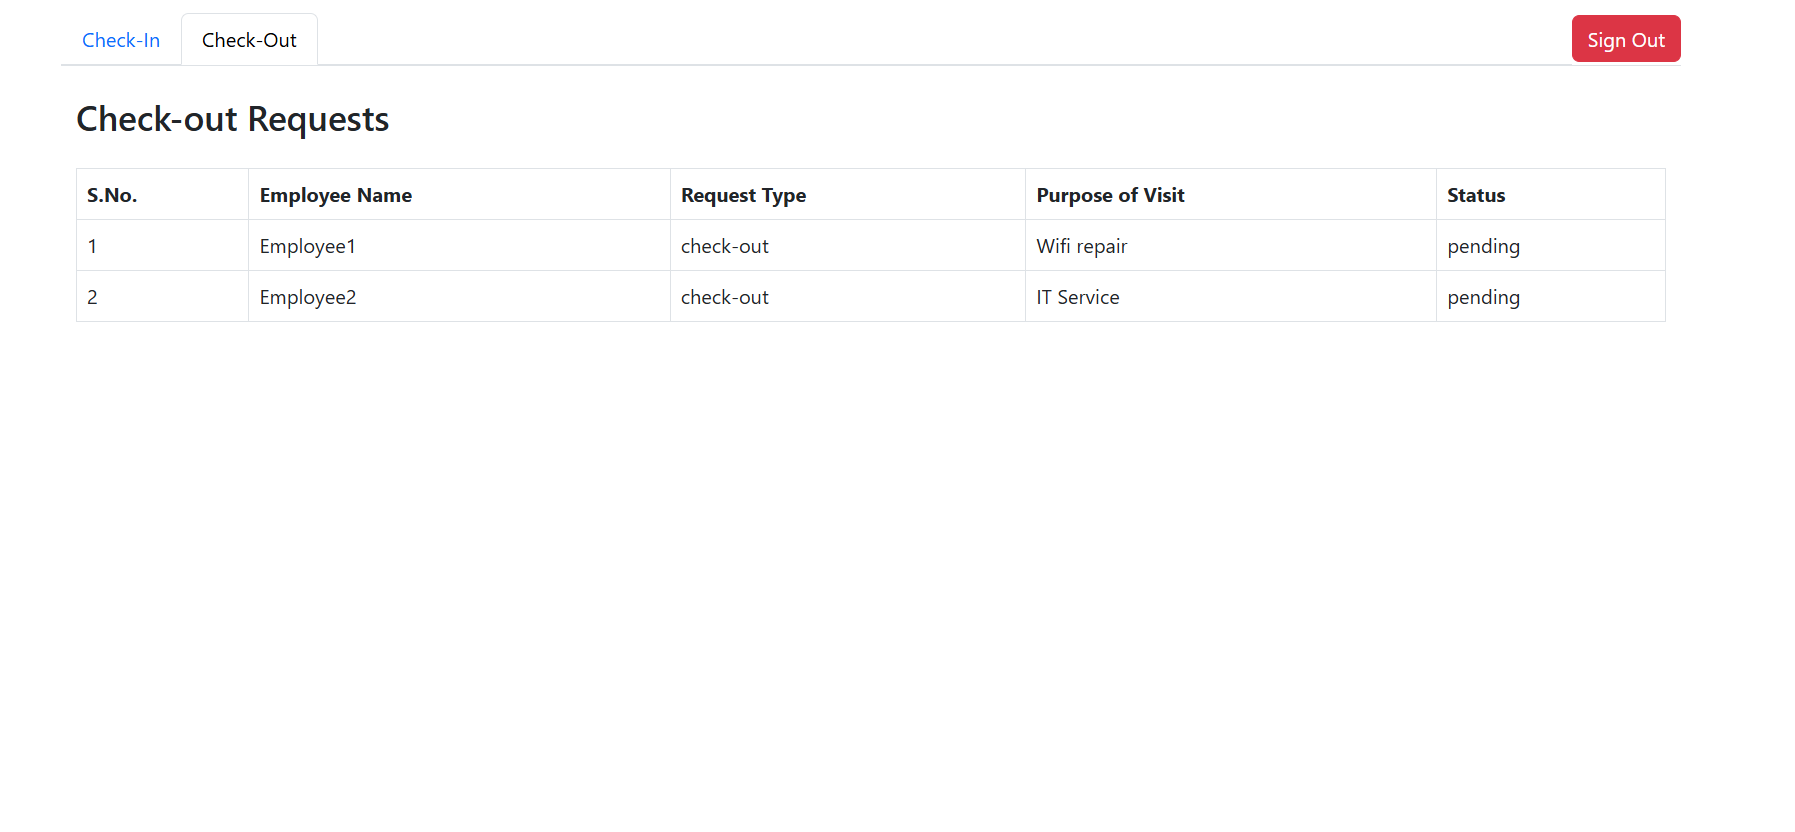 Check-In Check-Out Sign Out
Check-out Requests
S.No. Employee Name Request Type Purpose of Visit Status
1 Employee1 check-out Wifi repair pending
2 Employee2 check-out IT Service pending